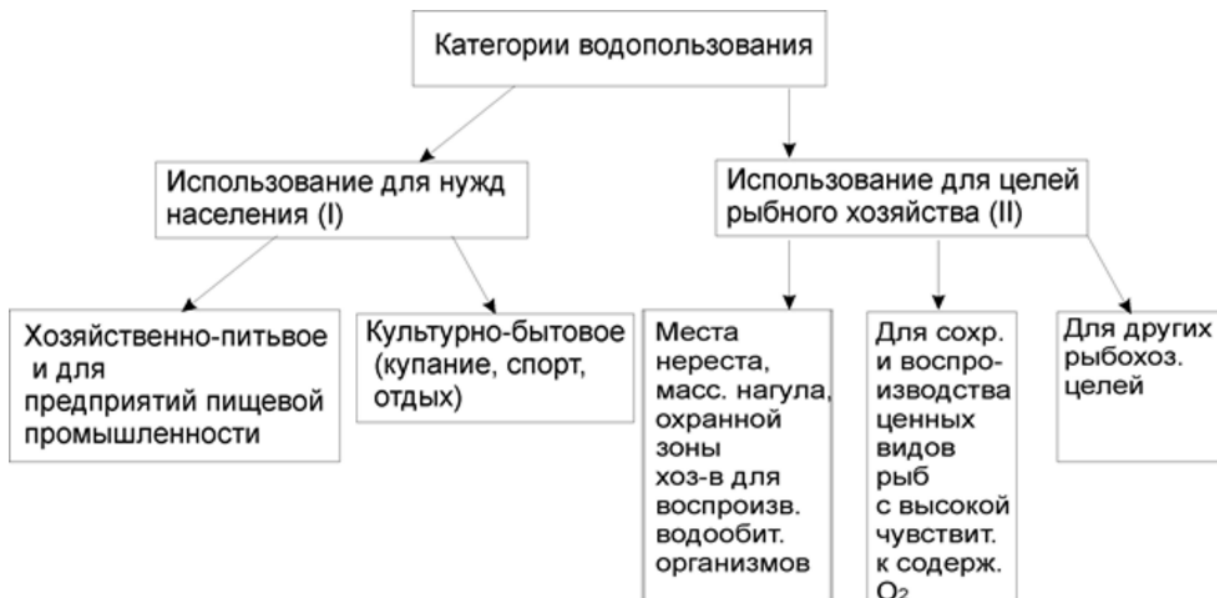 Категории водопользования
Использование для нужд
населения (I)
Использование для целей
рыбного хозяйства (II)
Хозяйственно-питьвое
и для
предприятий пищевой
промышленности
Культурно-бытовое
(купание, спорт,
отдых)
Места
нереста,
масс. нагула,
охранной
зоны
хоз-в для
воспроизв.
водообит.
организмов
Для сохр.
и воспро-
изводства
ценных
видов
рыб
с высокой
чувствит.
к содерж.
O₂
Для других
рыбохоз.
целей